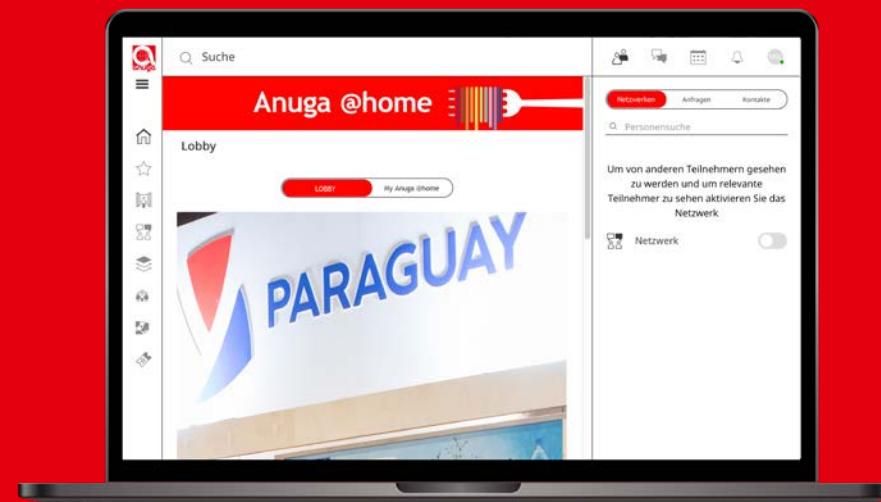 anuga
Suche
Anuga @home
Lobby
LOBBY
My Anuga @home
PARAGUAY
Netzwerken
Anfragen
Kontakte
Personensuche
Um von anderen Teilnehmern gesehen
zu werden und um relevante
Teilnehmer zu sehen aktivieren Sie das
Netzwerk
Netzwerk